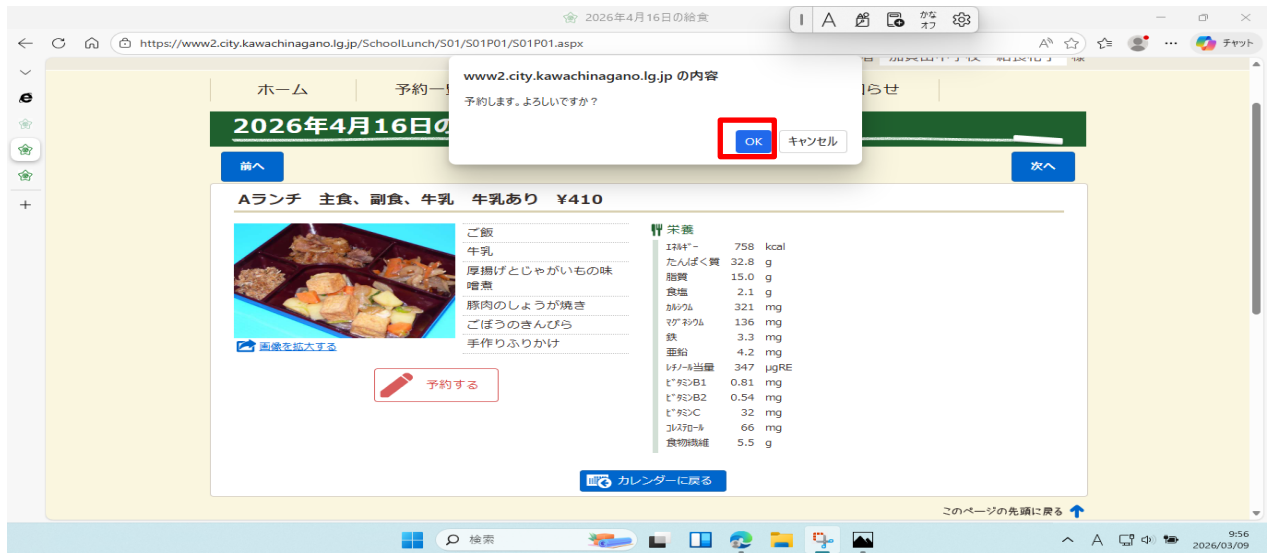 2026年4月16日の給食
A
かな
オフ
https://www2.city.kawachinagano.lg.jp/SchoolLunch/S01/S01P01/S01P01.aspx
チャット
www2.city.kawachinagano.lg.jp の内容
予約します。よろしいですか？
OK
キャンセル
ホーム
予約一
らせ
2026年4月16日の
前へ
次へ
Aランチ 主食、副食、牛乳 牛乳あり ¥410
ご飯
牛乳
厚揚げとじゃがいもの味
噌煮
豚肉のしょうが焼き
ごぼうのきんぴら
手作りふりかけ
画像を拡大する
予約する
栄養
ｴﾈﾙｷﾞｰ 758 kcal
たんぱく質 32.8 g
脂質 15.0 g
食塩 2.1 g
ｶﾙｼｳﾑ 321 mg
ﾏｸﾞﾈｼｳﾑ 136 mg
鉄 3.3 mg
亜鉛 4.2 mg
ﾚﾁﾉｰﾙ当量 347 μgRE
ﾋﾞﾀﾐﾝB1 0.81 mg
ﾋﾞﾀﾐﾝB2 0.54 mg
ﾋﾞﾀﾐﾝC 32 mg
ｺﾚｽﾃﾛｰﾙ 66 mg
食物繊維 5.5 g
カレンダーに戻る
このページの先頭に戻る
検索
A
9:56
2026/03/09